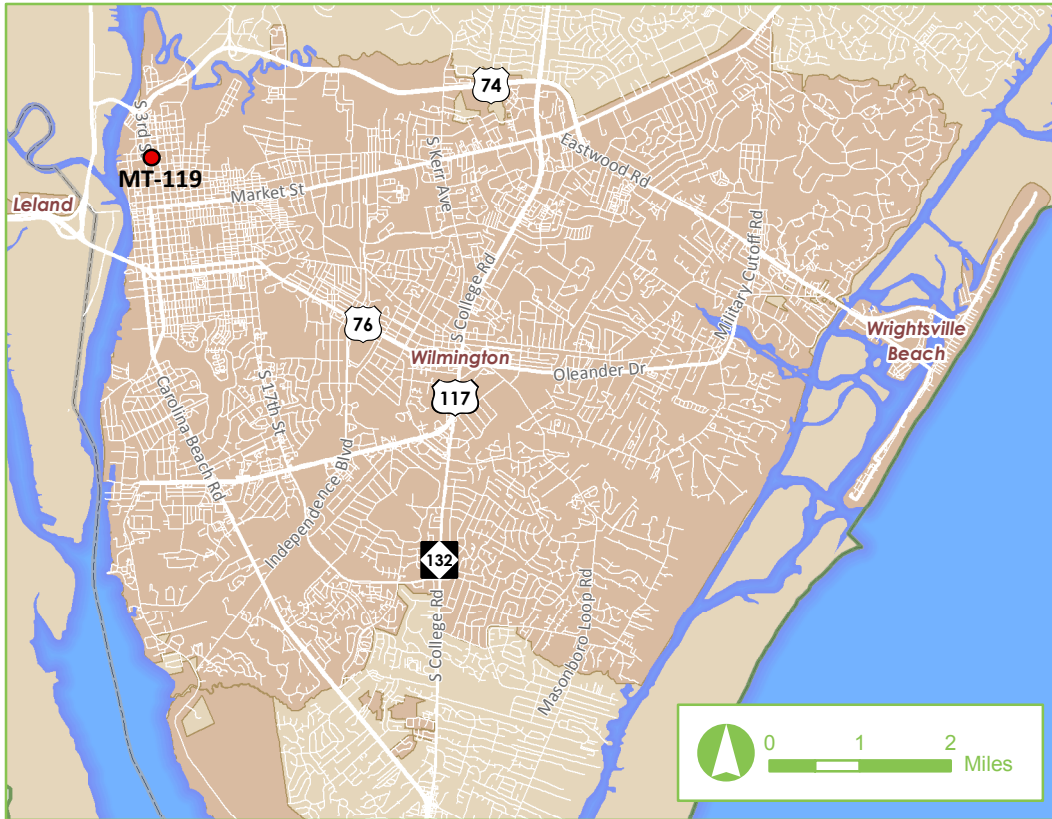 74
S 3rd S
MT-119
S Kerr Ave
Eastwood Rd
Market St
Leland
Military Cutoff Rd
S College Rd
76
Wrightsville
Beach
Wilmington
Oleander Dr
117
S 17th St
Carolina Beach Rd
Independence Blvd
132
S College Rd
Masonboro Loop Rd
0 1 2
Miles